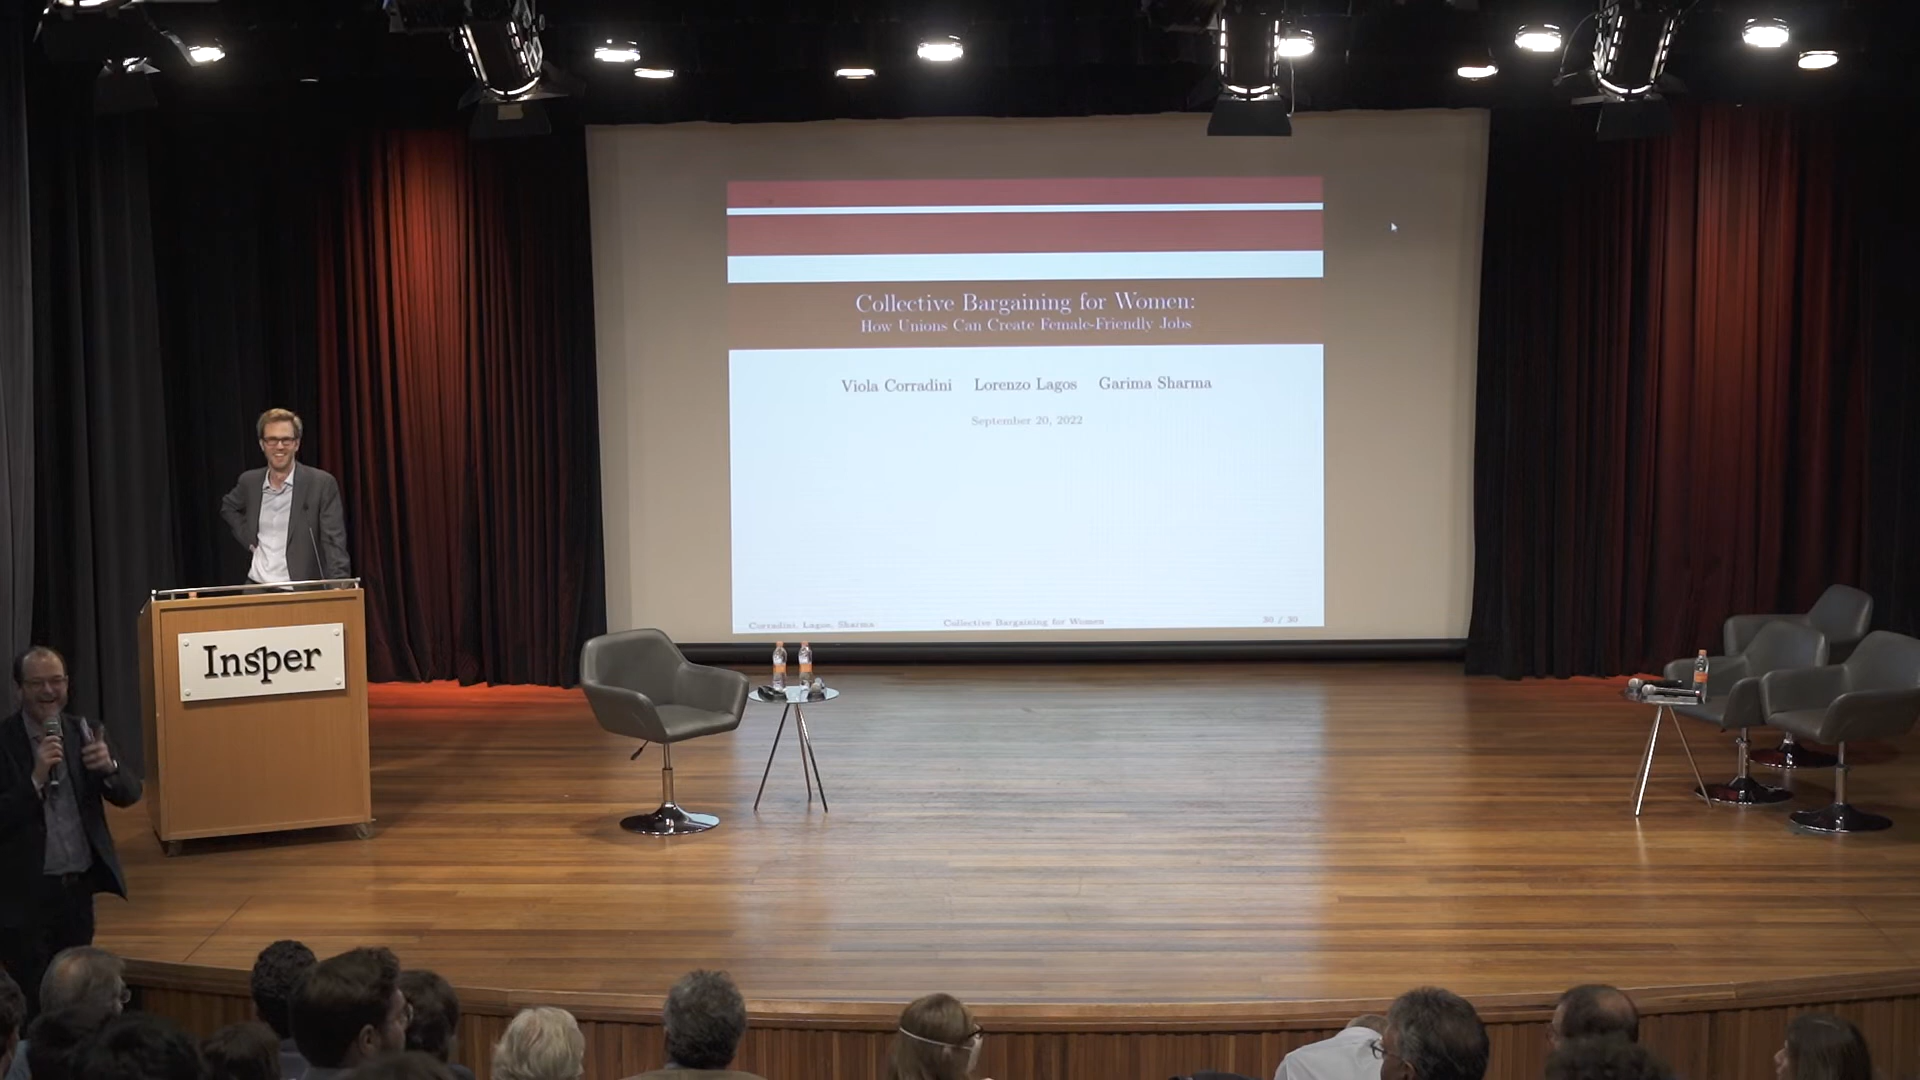 Collective Bargaining for Women:
How Unions Can Create Female-Friendly Jobs
Viola Corradini Lorenzo Lagos Garima Sharma
September 20, 2022
Corradini, Lagos, Sharma Collective Bargaining for Women 30 / 30
Insper